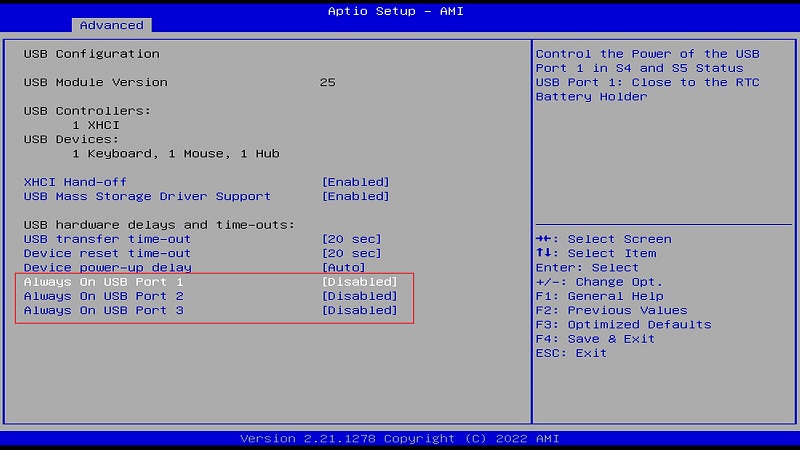 Aptio Setup - AMI
Advanced
USB Configuration
USB Module Version 25
USB Controllers:
1 XHCI
USB Devices:
1 Keyboard, 1 Mouse, 1 Hub
XHCI Hand-off [Enabled]
USB Mass Storage Driver Support [Enabled]
USB hardware delays and time-outs:
USB transfer time-out [20 sec]
Device reset time-out [20 sec]
Device power-up delay [Auto]
Always On USB Port 1 [Disabled]
Always On USB Port 2 [Disabled]
Always On USB Port 3 [Disabled]
Control the Power of the USB
Port 1 in S4 and S5 Status
USB Port 1: Close to the RTC
Battery Holder
→←: Select Screen
↑↓: Select Item
Enter: Select
+/-: Change Opt.
F1: General Help
F2: Previous Values
F3: Optimized Defaults
F4: Save & Exit
ESC: Exit
Version 2.21.1278 Copyright (C) 2022 AMI